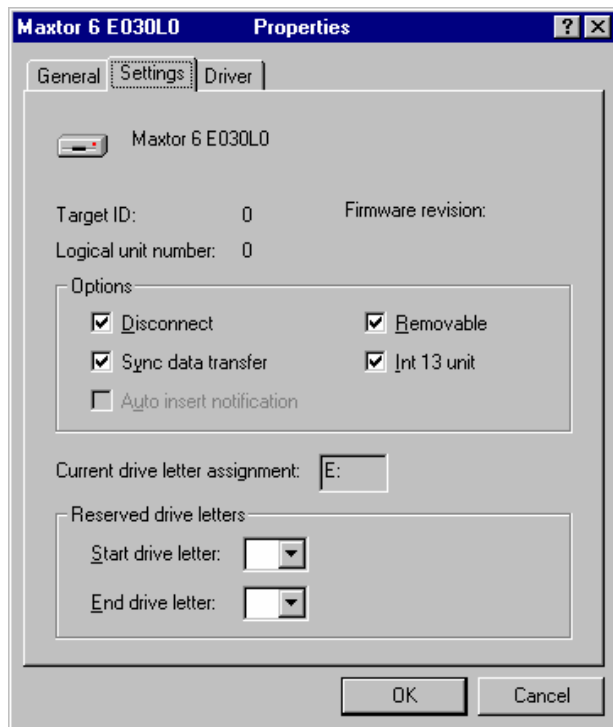 Maxtor 6 E030L0 Properties
General Settings Driver
Maxtor 6 E030L0
Target ID: 0 Firmware revision:
Logical unit number: 0
Options
Disconnect Removable
Sync data transfer Int 13 unit
Auto insert notification
Current drive letter assignment: E:
Reserved drive letters
Start drive letter:
End drive letter:
OK Cancel